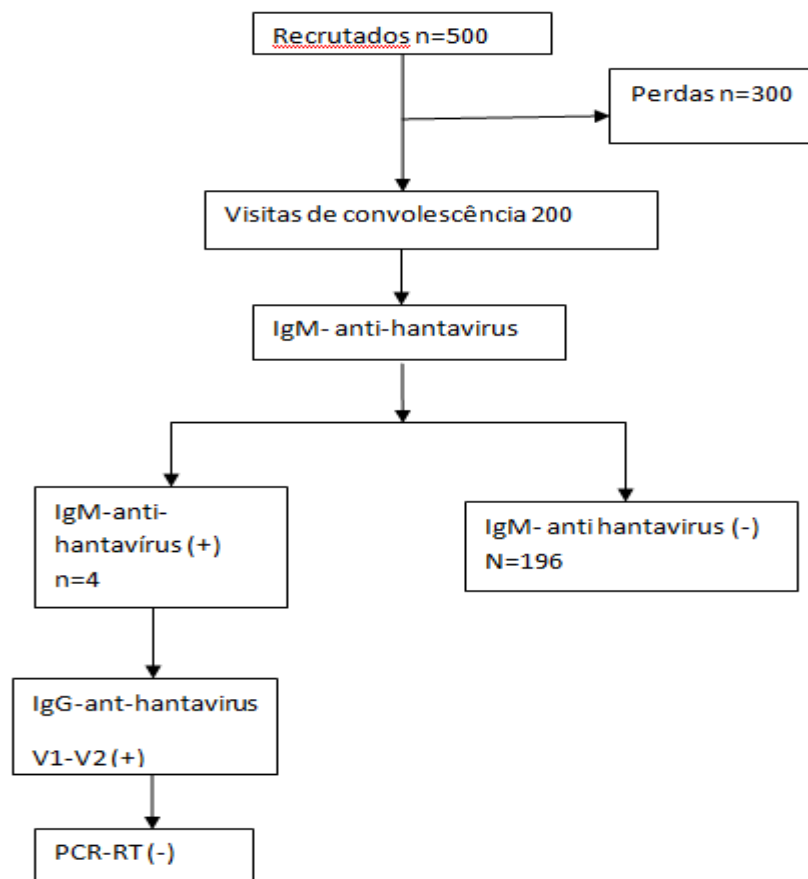 Recrutados n=500
Perdas n=300
Visitas de convolescência 200
IgM- anti-hantavirus
IgM-anti-
hantavírus (+)
n=4
IgM- anti hantavirus (-)
N=196
IgG-ant-hantavirus
V1-V2 (+)
PCR-RT (-)